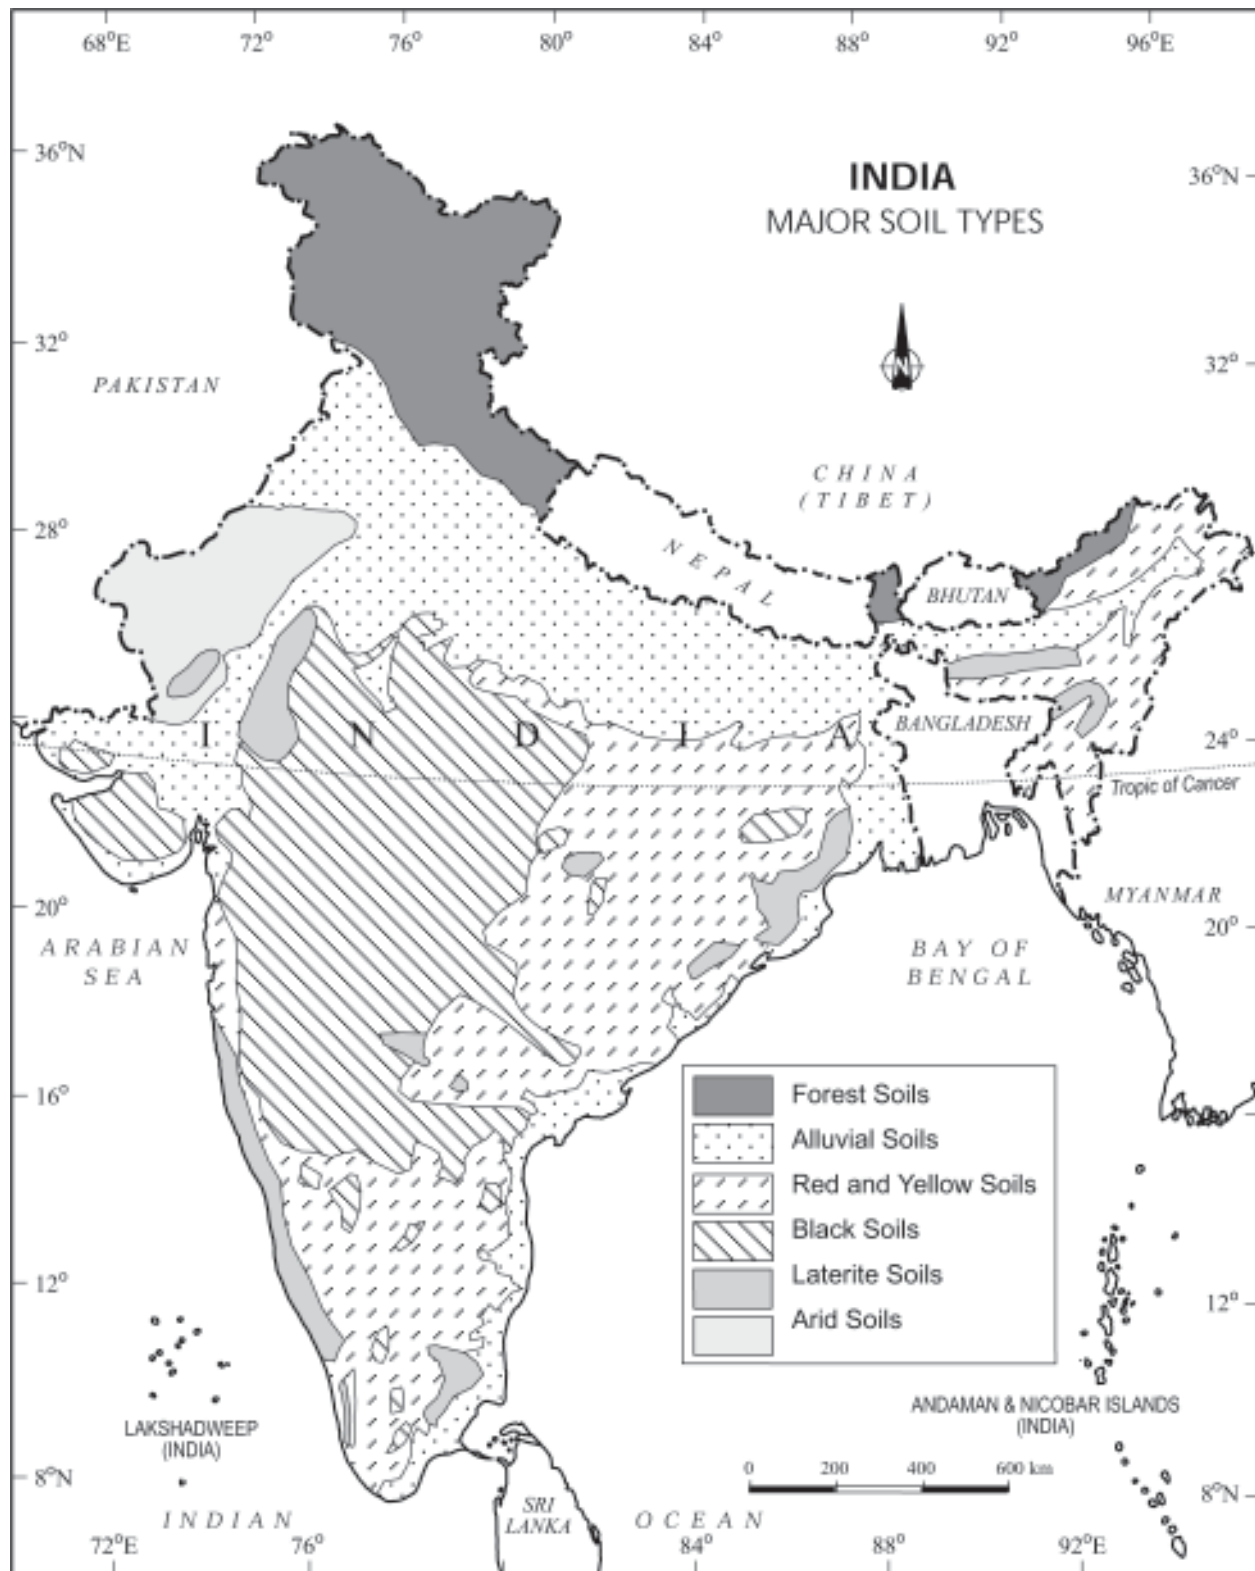 68°E 72° 76° 80° 84° 88° 92° 96°E
36°N
INDIA
36°N
MAJOR SOIL TYPES
N
32°
32°
PAKISTAN
CHINA
(TIBET)
28°
28°
NEPAL
BHUTAN
I N D I A
BANGLADESH
24°
Tropic of Cancer
20°
MYANMAR
20°
ARABIAN
SEA
BAY OF
BENGAL
16°
Forest Soils
Alluvial Soils
Red and Yellow Soils
Black Soils
Laterite Soils
Arid Soils
12°
12°
LAKSHADWEEP
(INDIA)
ANDAMAN & NICOBAR ISLANDS
(INDIA)
8°N
0 200 400 600 km
8°N
INDIAN
SRI
LANKA
OCEAN
72°E 76° 84° 88° 92°E